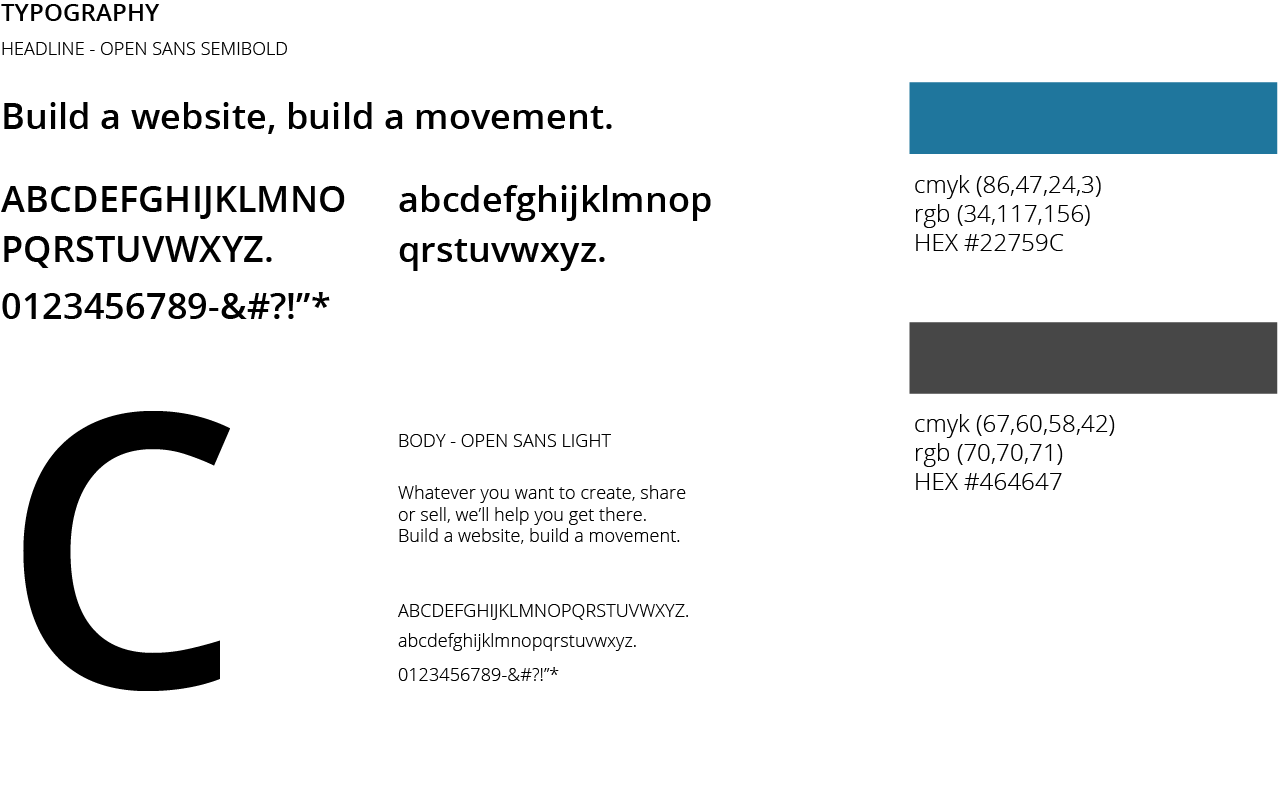 TYPOGRAPHY
HEADLINE - OPEN SANS SEMIBOLD
Build a website, build a movement.
ABCDEFGHIJKLMNO
PQRSTUVWXYZ.
abcdefghijklmnop
qrstuvwxyz.
0123456789-&#?!”*
C
BODY - OPEN SANS LIGHT
Whatever you want to create, share
or sell, we’ll help you get there.
Build a website, build a movement.
ABCDEFGHIJKLMNOPQRSTUVWXYZ.
abcdefghijklmnopqrstuvwxyz.
0123456789-&#?!”*
cmyk (86,47,24,3)
rgb (34,117,156)
HEX #22759C
cmyk (67,60,58,42)
rgb (70,70,71)
HEX #464647